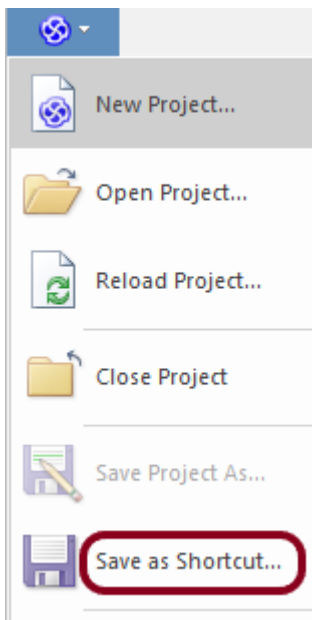 New Project...
Open Project...
Reload Project...
Close Project
Save Project As...
Save as Shortcut...